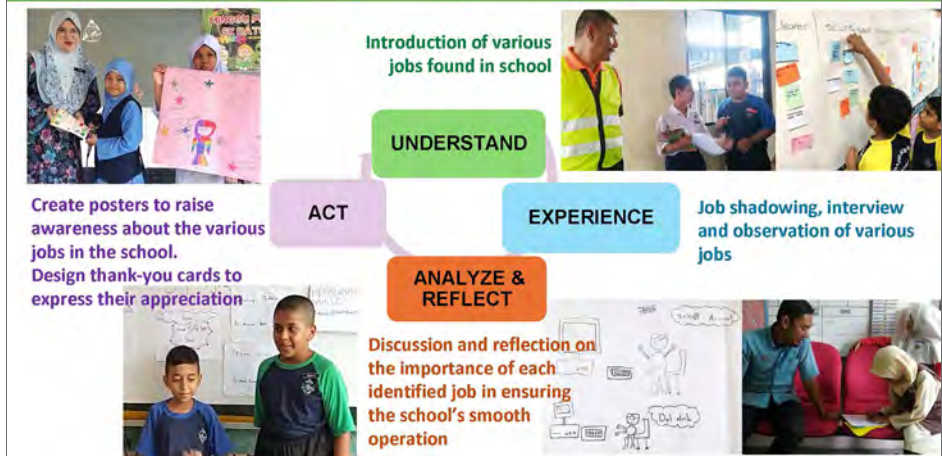 Introduction of various
jobs found in school
UNDERSTAND
ACT
EXPERIENCE
ANALYZE &
REFLECT
Create posters to raise
awareness about the various
jobs in the school.
Design thank-you cards to
express their appreciation
Job shadowing, interview
and observation of various
jobs
Discussion and reflection on
the importance of each
identified job in ensuring
the school's smooth
operation